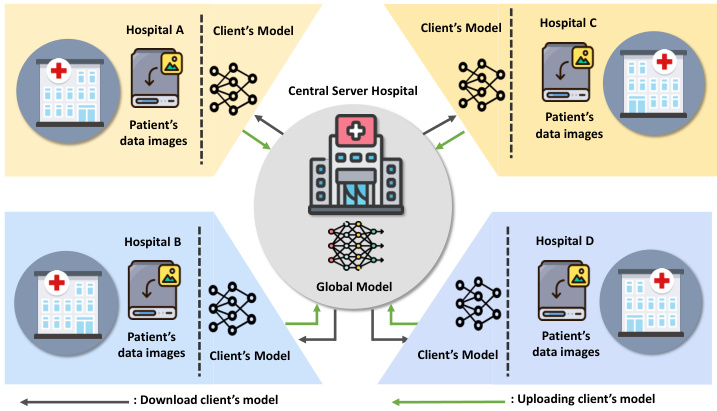 Hospital A
Client's Model
Patient's
data images
Client's Model
Hospital C
Patient's
data images
Central Server Hospital
Global Model
Hospital B
Patient's
data images
Client's Model
Hospital D
Client's Model
Patient's
data images
: Download client's model
: Uploading client's model